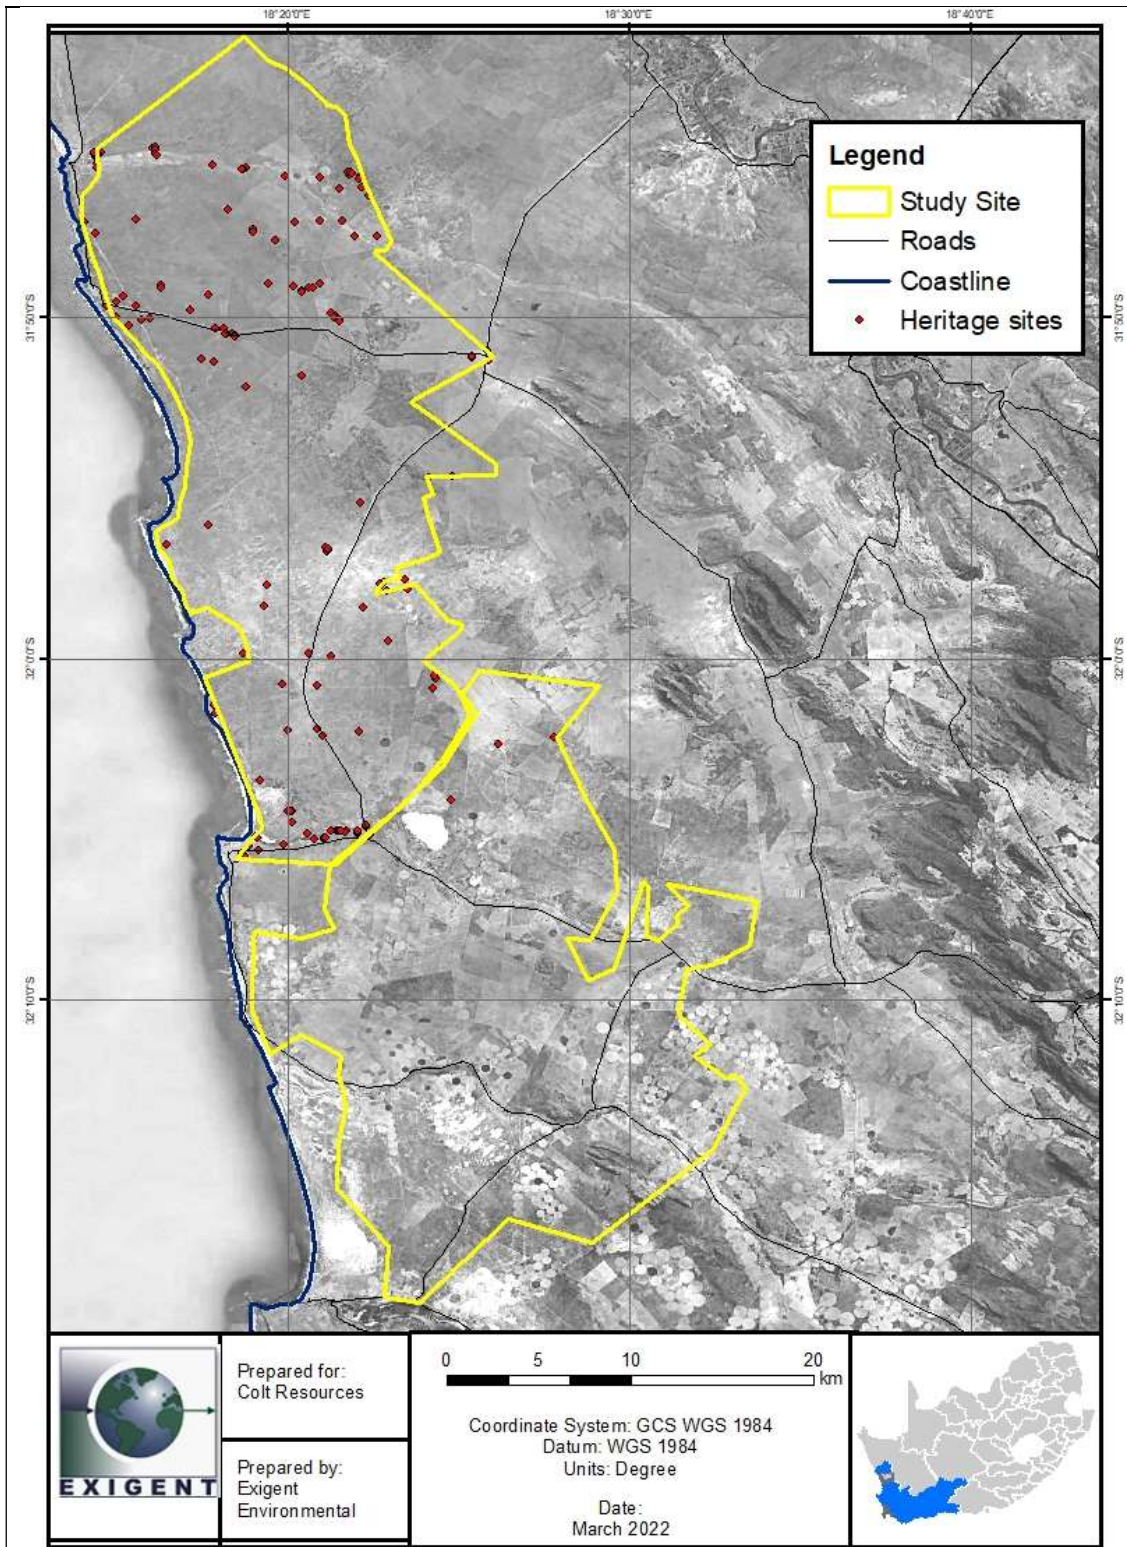 18°20'0"E
18°30'0"E
18°40'0"E
Legend
Study Site
Roads
Coastline
Heritage sites
31°50'0"S
31°50'0"S
32°0'0"S
32°0'0"S
32°10'0"S
32°10'0"S
EXIGENT
Prepared for:
Colt Resources
Prepared by:
Exigent
Environmental
0 5 10 20
km
Coordinate System: GCS WGS 1984
Datum: WGS 1984
Units: Degree
Date:
March 2022